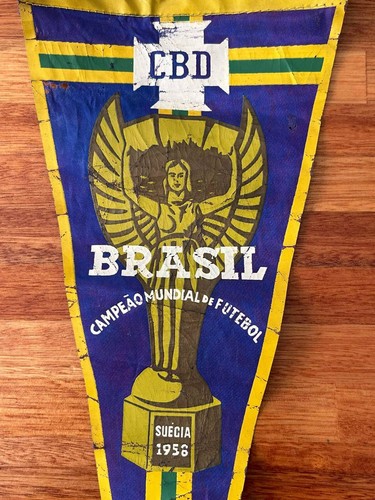 CBD
BRASIL
CAMPEÃO MUNDIAL DE FUTEBOL
SUÉCIA
1958